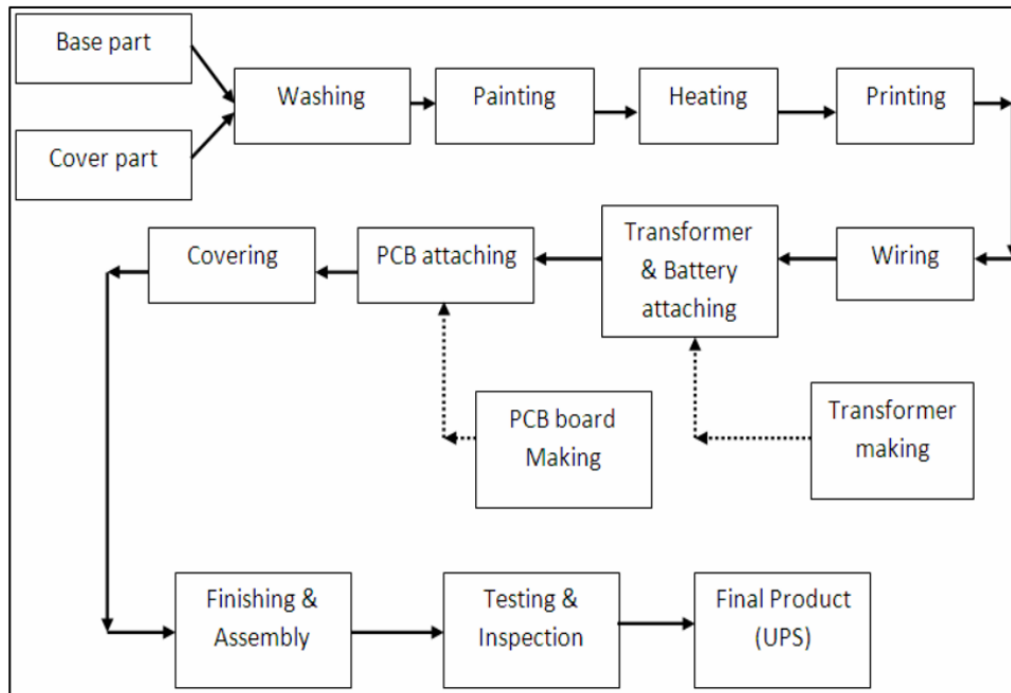 Base part
Cover part
Washing
Painting
Heating
Printing
Wiring
Transformer
& Battery
attaching
PCB attaching
Covering
PCB board
Making
Transformer
making
Finishing &
Assembly
Testing &
Inspection
Final Product
(UPS)